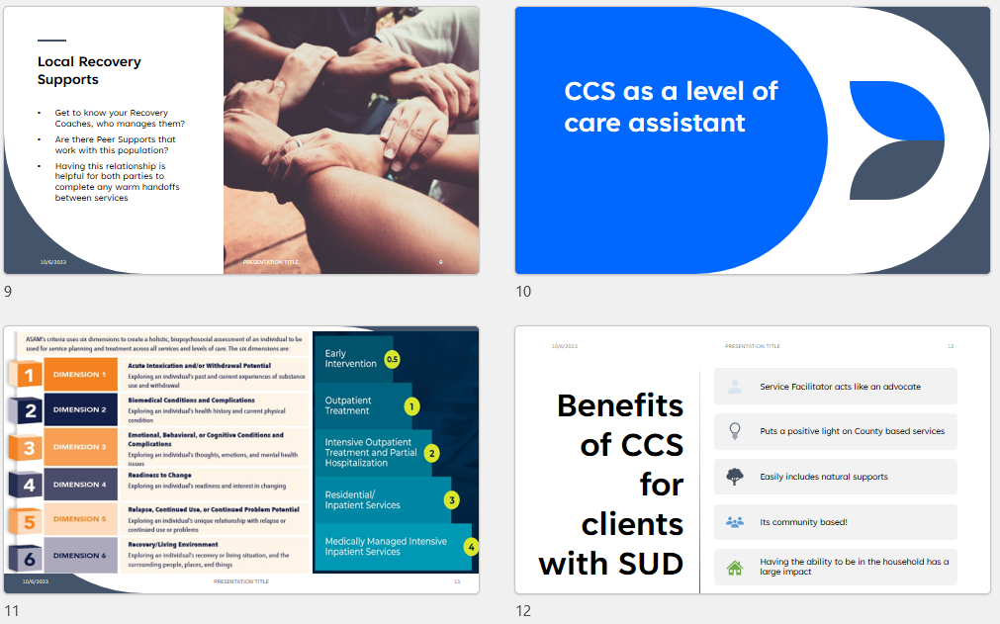 Local Recovery
Supports
• Get to know your Recovery
Coaches, who manages them?
• Are there Peer Supports that
work with this population?
• Having this relationship is
helpful for both parties to
complete any warm handoffs
between services
10/6/2023
PRESENTATION TITLE
9
9
CCS as a level of
care assistant
10
ASAM's criteria uses six dimensions to create a holistic, biopsychosocial assessment of an individual to be
used for service planning and treatment across all services and levels of care. The six dimensions are:
1
DIMENSION 1
Acute Intoxication and/or Withdrawal Potential
Exploring an individual's past and current experiences of substance
use and withdrawal
2
DIMENSION 2
Biomedical Conditions and Complications
Exploring an individual's health history and current physical
condition
3
DIMENSION 3
Emotional, Behavioral, or Cognitive Conditions and
Complications
Exploring an individual's thoughts, emotions, and mental health
issues
4
DIMENSION 4
Readiness to Change
Exploring an individual's readiness and interest in changing
5
DIMENSION 5
Relapse, Continued Use, or Continued Problem Potential
Exploring an individual's unique relationship with relapse or
continued use or problems
6
DIMENSION 6
Recovery/Living Environment
Exploring an individual's recovery or living situation, and the
surrounding people, places, and things
Early
Intervention
0.5
Outpatient
Treatment
1
Intensive Outpatient
Treatment and Partial
Hospitalization
2
Residential/
Inpatient Services
3
Medically Managed Intensive
Inpatient Services
4
10/6/2023
PRESENTATION TITLE
11
11
10/6/2023
PRESENTATION TITLE
12
Benefits
of CCS
for
clients
with SUD
Service Facilitator acts like an advocate
Puts a positive light on County based services
Easily includes natural supports
Its community based!
Having the ability to be in the household has a
large impact
12